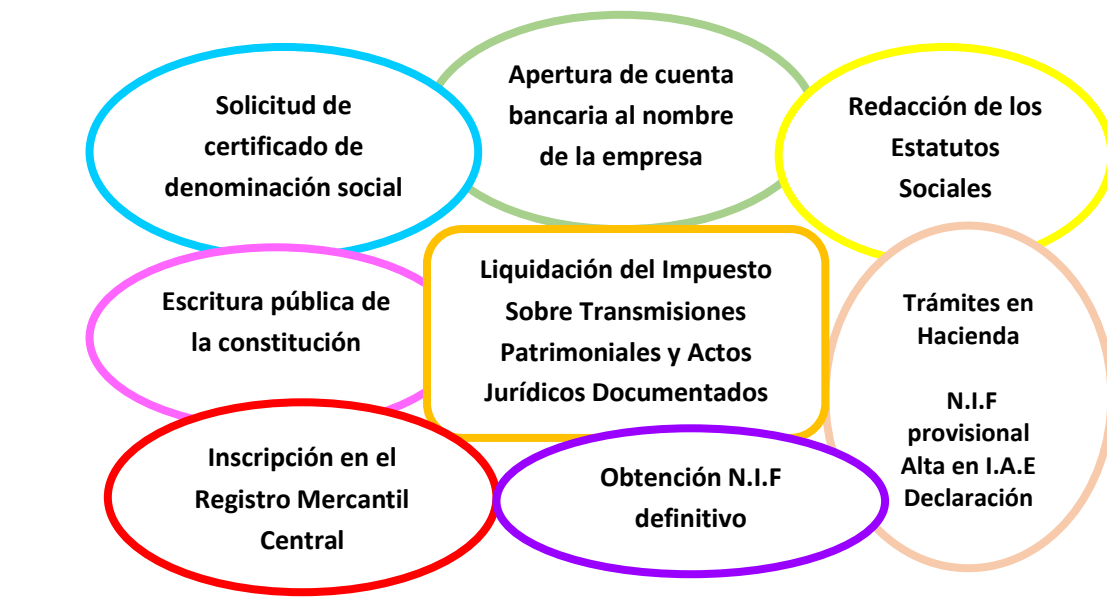 Solicitud de
certificado de
denominación social
Apertura de cuenta
bancaria al nombre
de la empresa
Redacción de los
Estatutos
Sociales
Escritura pública de
la constitución
Liquidación del Impuesto
Sobre Transmisiones
Patrimoniales y Actos
Jurídicos Documentados
Trámites en
Hacienda
N.I.F
provisional
Alta en I.A.E
Declaración
Inscripción en el
Registro Mercantil
Central
Obtención N.I.F
definitivo